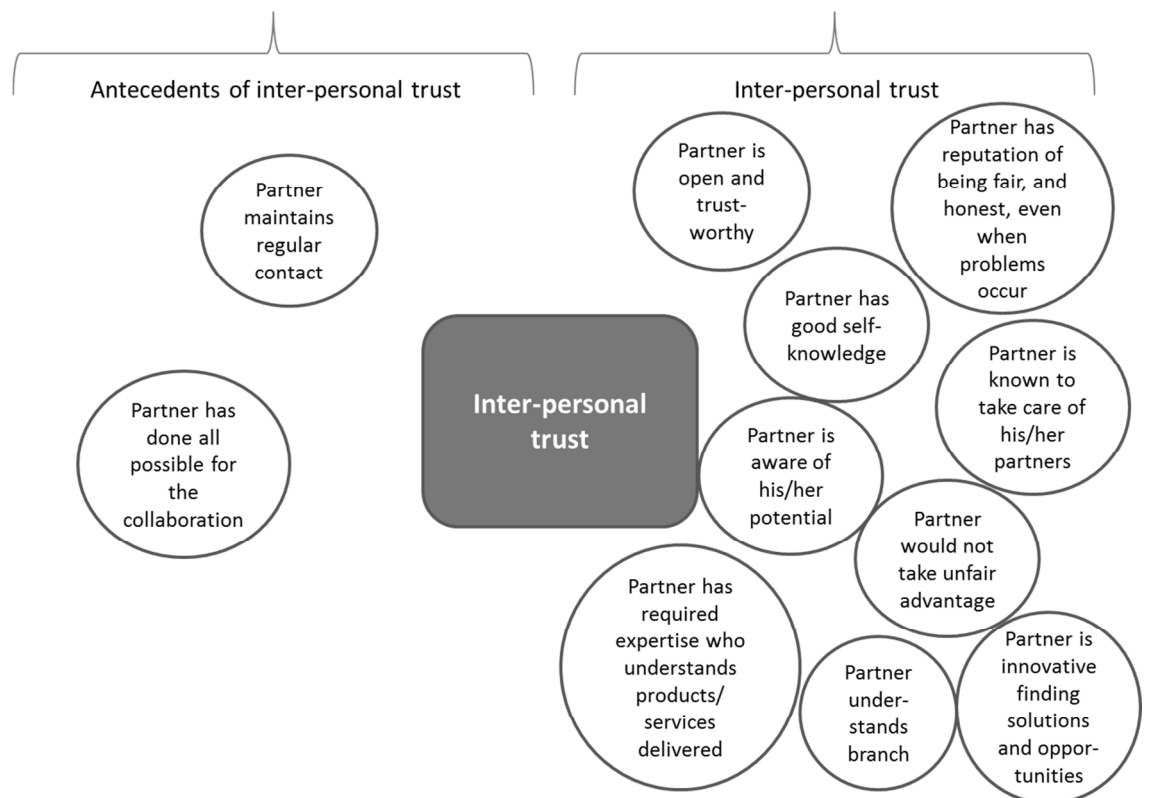 Antecedents of inter-personal trust
Inter-personal trust
Partner
maintains
regular
contact
Partner has
done all
possible for
the
collaboration
Inter-personal
trust
Partner is
open and
trust-
worthy
Partner has
reputation of
being fair, and
honest, even
when
problems
occur
Partner has
good self-
knowledge
Partner is
known to
take care of
his/her
partners
Partner is
aware of
his/her
potential
Partner
would not
take unfair
advantage
Partner has
required
expertise who
understands
products/
services
delivered
Partner
under-
stands
branch
Partner is
innovative
finding
solutions
and oppor-
tunities